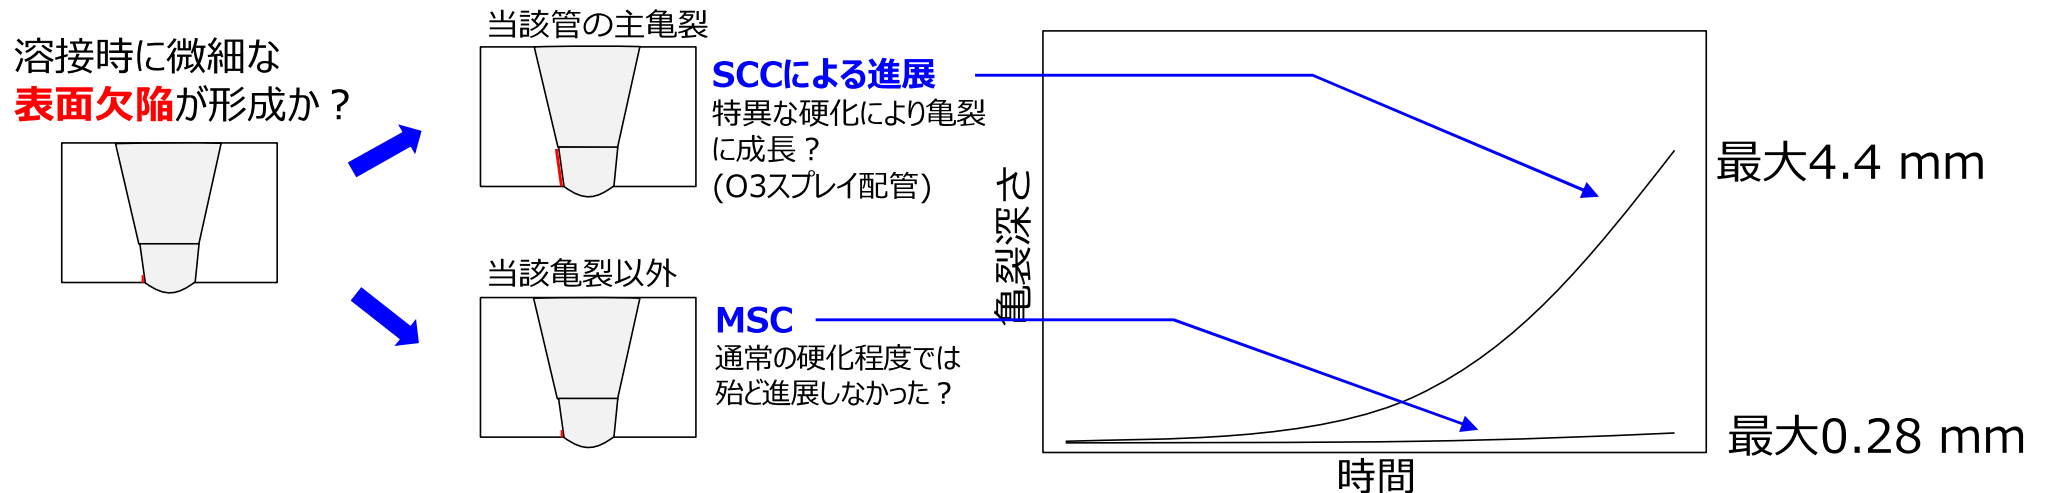 溶接時に微細な
表面欠陥が形成か？
当該管の主亀裂
SCCによる進展
特異な硬化により亀裂
に成長？
(O3スプレイ配管)
当該亀裂以外
MSC
通常の硬化程度では
殆ど進展しなかった？
亀裂深さ
時間
最大4.4 mm
最大0.28 mm